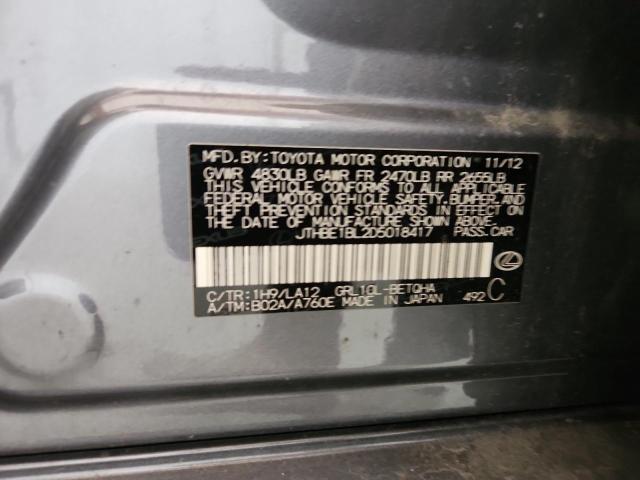 MFD. BY: TOYOTA MOTOR CORPORATION 11/12
GVWR 4830LB GAWR FR 2470LB RR 2655LB
THIS VEHICLE CONFORMS TO ALL APPLICABLE
FEDERAL MOTOR VEHICLE SAFETY, BUMPER, AND
THEFT PREVENTION STANDARDS IN EFFECT ON
THE DATE OF MANUFACTURE SHOWN ABOVE.
JTHBE1BL2D5018417 PASS. CAR
C/TR: 1H9/LA12 GRL10L-BETQHA
A/TM: B02A/A760E MADE IN JAPAN 492 C